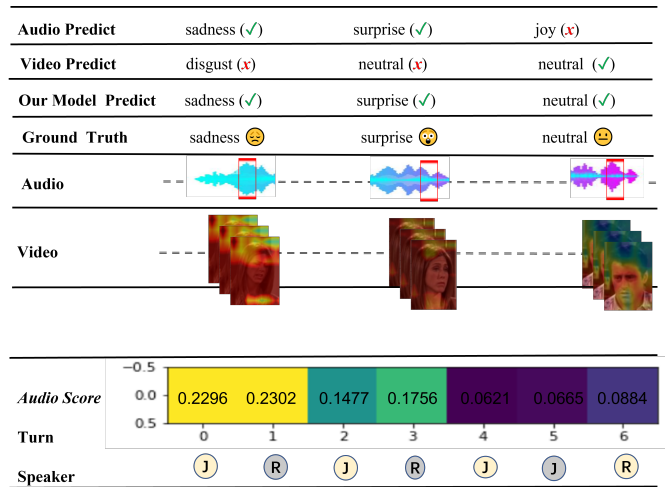 Audio Predict sadness (✓) surprise (✓) joy (x)
Video Predict disgust (x) neutral (x) neutral (✓)
Our Model Predict sadness (✓) surprise (✓) neutral (✓)
Ground Truth sadness 😔 surprise 😲 neutral 😐
Audio
Video
−0.5
Audio Score 0.0 0.2296 0.2302 0.1477 0.1756 0.0621 0.0665 0.0884
0.5
Turn 0 1 2 3 4 5 6
Speaker J R J R J J R